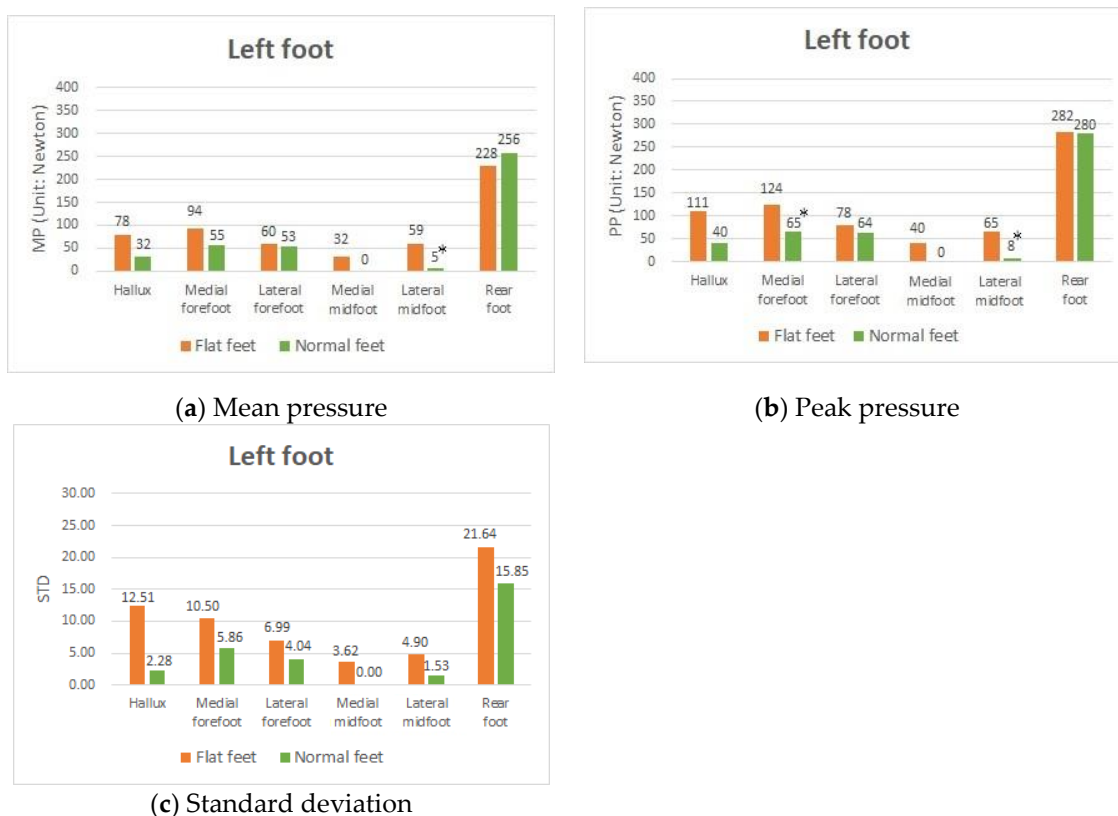 Left foot
MP (Unit: Newton)
400
350
300
250
200
150
100
50
0
78
32
94
55
60
53
32
0
59
5*
228
256
Hallux
Medial
forefoot
Lateral
forefoot
Medial
midfoot
Lateral
midfoot
Rear
foot
Flat feet
Normal feet
(a) Mean pressure
Left foot
PP (Unit: Newton)
400
350
300
250
200
150
100
50
0
111
40
124
65*
78
64
40
0
65
8*
282
280
Hallux
Medial
forefoot
Lateral
forefoot
Medial
midfoot
Lateral
midfoot
Rear
foot
Flat feet
Normal feet
(b) Peak pressure
Left foot
STD
30.00
25.00
20.00
15.00
10.00
5.00
0.00
12.51
2.28
10.50
5.86
6.99
4.04
3.62
0.00
4.90
1.53
21.64
15.85
Hallux
Medial
forefoot
Lateral
forefoot
Medial
midfoot
Lateral
midfoot
Rear
foot
Flat feet
Normal feet
(c) Standard deviation